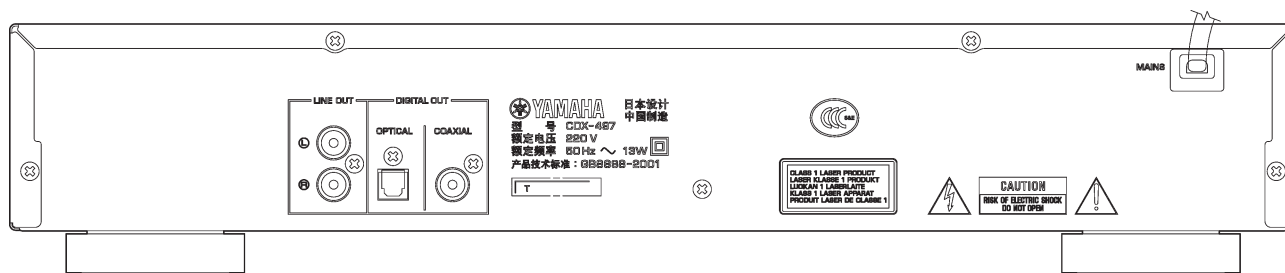 MAINS
LINE OUT
DIGITAL OUT
OPTICAL
COAXIAL
L
R
YAMAHA
日本设计
中国制造
型 号 CDX-497
额定电压 220 V
额定频率 50Hz ～ 13W
产品技术标准：GB8898-2001
T
CCC
S&E
CLASS 1 LASER PRODUCT
LASER KLASSE 1 PRODUKT
LUOKAN 1 LASERLAITE
KLASS 1 LASER APPARAT
PRODUIT LASER DE CLASSE 1
CAUTION
RISK OF ELECTRIC SHOCK
DO NOT OPEN
!